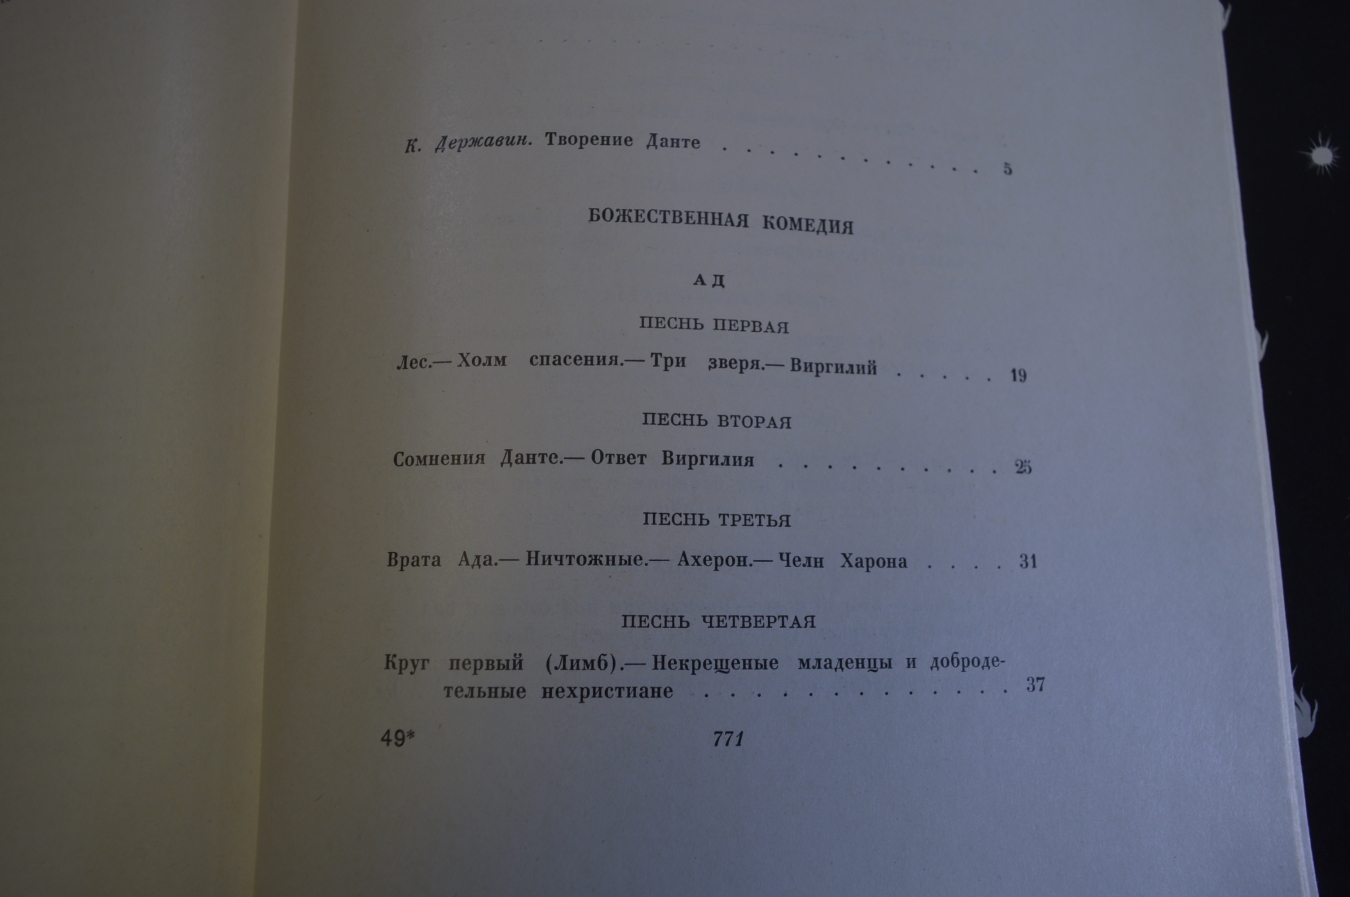 К. Державин. Творение Данте . . . . . . . . . . . . 5
БОЖЕСТВЕННАЯ КОМЕДИЯ
АД
ПЕСНЬ ПЕРВАЯ
Лес.— Холм спасения.— Три зверя.— Виргилий . . . . . 19
ПЕСНЬ ВТОРАЯ
Сомнения Данте.— Ответ Виргилия . . . . . . . . . . 25
ПЕСНЬ ТРЕТЬЯ
Врата Ада.— Ничтожные.— Ахерон.— Челн Харона . . . . 31
ПЕСНЬ ЧЕТВЕРТАЯ
Круг первый (Лимб).— Некрещеные младенцы и доброде-
тельные нехристиане . . . . . . . . . . . . . 37
49* 771